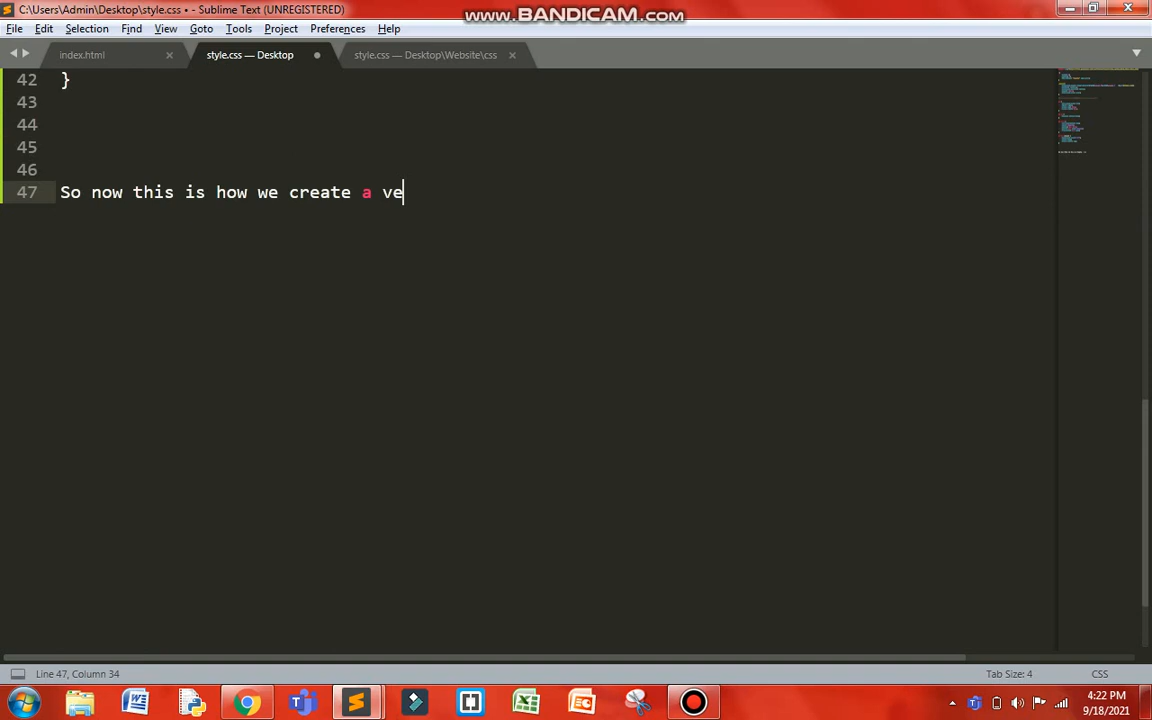 C:\Users\Admin\Desktop\style.css • - Sublime Text (UNREGISTERED)
www.BANDICAM.com
File Edit Selection Find View Goto Tools Project Preferences Help
index.html style.css — Desktop style.css — Desktop\Website\css
42 }
43
44
45
46
47 So now this is how we create a ve
Line 47, Column 34 Tab Size: 4 CSS
4:22 PM
9/18/2021